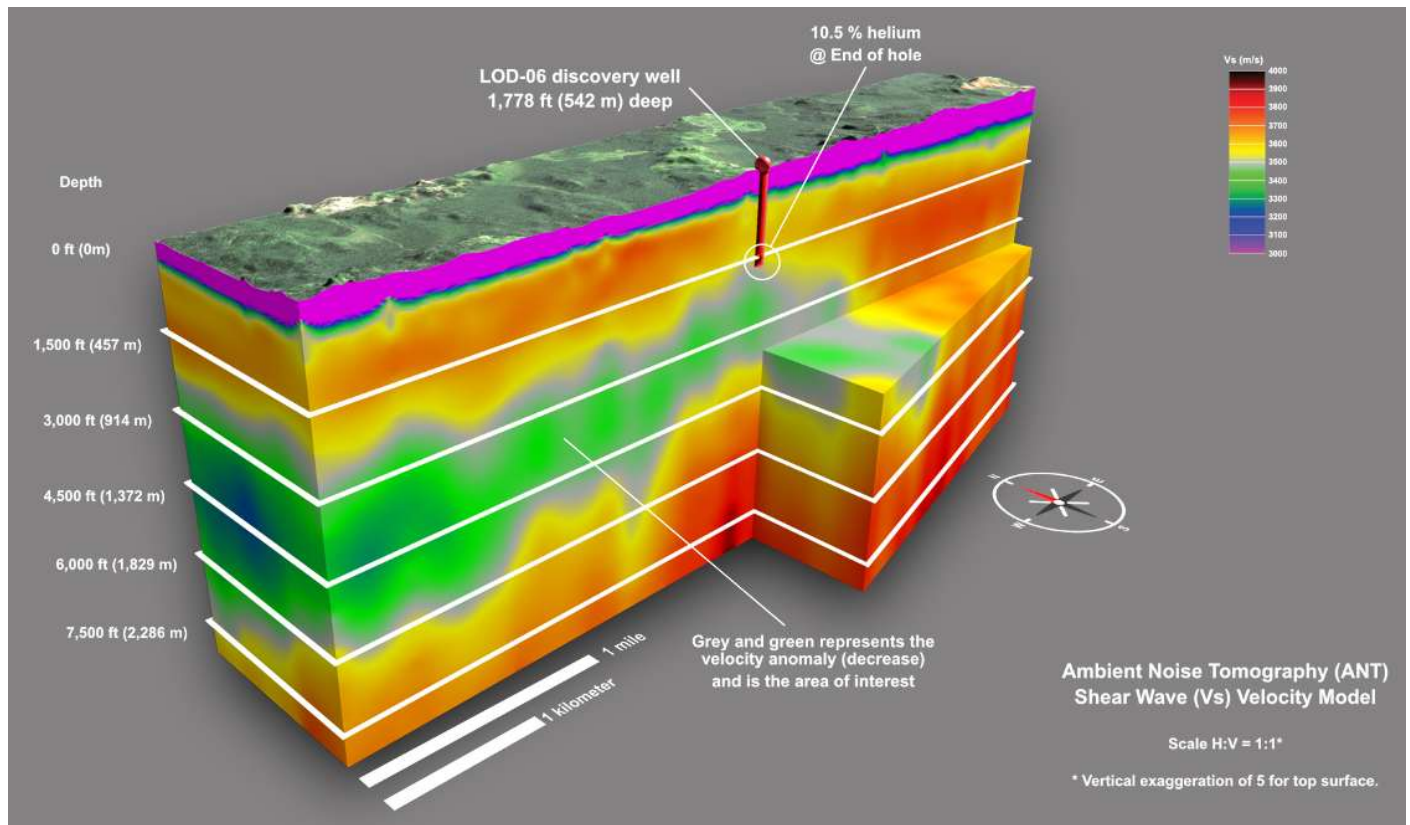 10.5 % helium
@ End of hole
LOD-06 discovery well
1,778 ft (542 m) deep
Vs (m/s)
4000
3800
3700
3600
3500
3400
3300
3200
3100
3000
Depth
0 ft (0m)
1,500 ft (457 m)
3,000 ft (914 m)
4,500 ft (1,372 m)
6,000 ft (1,829 m)
7,500 ft (2,286 m)
1 mile
1 kilometer
Grey and green represents the
velocity anomaly (decrease)
and is the area of interest
E
S
Ambient Noise Tomography (ANT)
Shear Wave (Vs) Velocity Model
Scale H:V = 1:1*
* Vertical exaggeration of 5 for top surface.